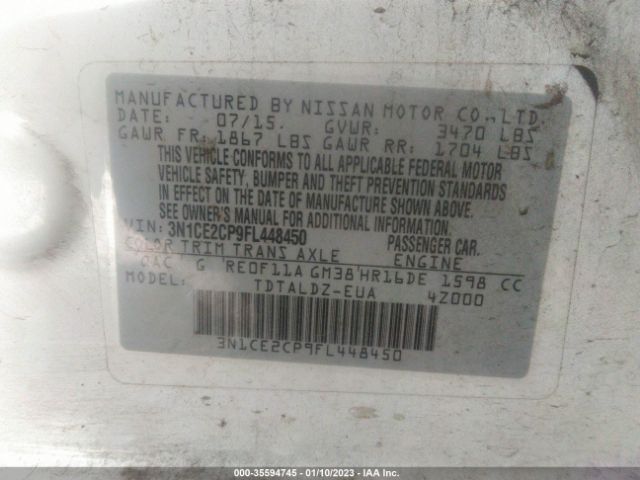 MANUFACTURED BY NISSAN MOTOR CO.,LTD.
DATE: 07/15. GVWR: 3470 LBS
GAWR FR: 1867 LBS GAWR RR: 1704 LBS
THIS VEHICLE CONFORMS TO ALL APPLICABLE FEDERAL MOTOR
VEHICLE SAFETY, BUMPER AND THEFT PREVENTION STANDARDS
IN EFFECT ON THE DATE OF MANUFACTURE SHOWN ABOVE.
SEE OWNER'S MANUAL FOR ADDITIONAL INFORMATION.
VIN: 3N1CE2CP9FL448450 PASSENGER CAR.
COLOR TRIM TRANS AXLE ENGINE
QAC G RE0F11A GM38 HR16DE 1598 CC
MODEL: TDTALDZ-EUA 4Z000
3N1CE2CP9FL448450
000-35594745 - 01/10/2023 - IAA Inc.